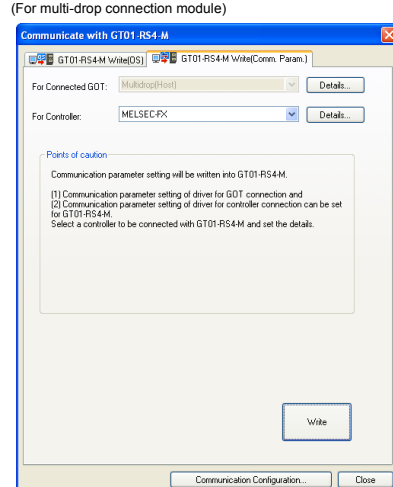 (For multi-drop connection module)
Communicate with GT01-RS4-M
GT01-RS4-M Write(OS) GT01-RS4-M Write(Comm. Param.)
For Connected GOT: Multidrop(Host) Details...
For Controller: MELSEC-FX Details...
Points of caution
Communication parameter setting will be written into GT01-RS4-M.
(1) Communication parameter setting of driver for GOT connection and
(2) Communication parameter setting of driver for controller connection can be set
for GT01-RS4-M.
Select a controller to be connected with GT01-RS4-M and set the details.
Write
Communication Configuration... Close